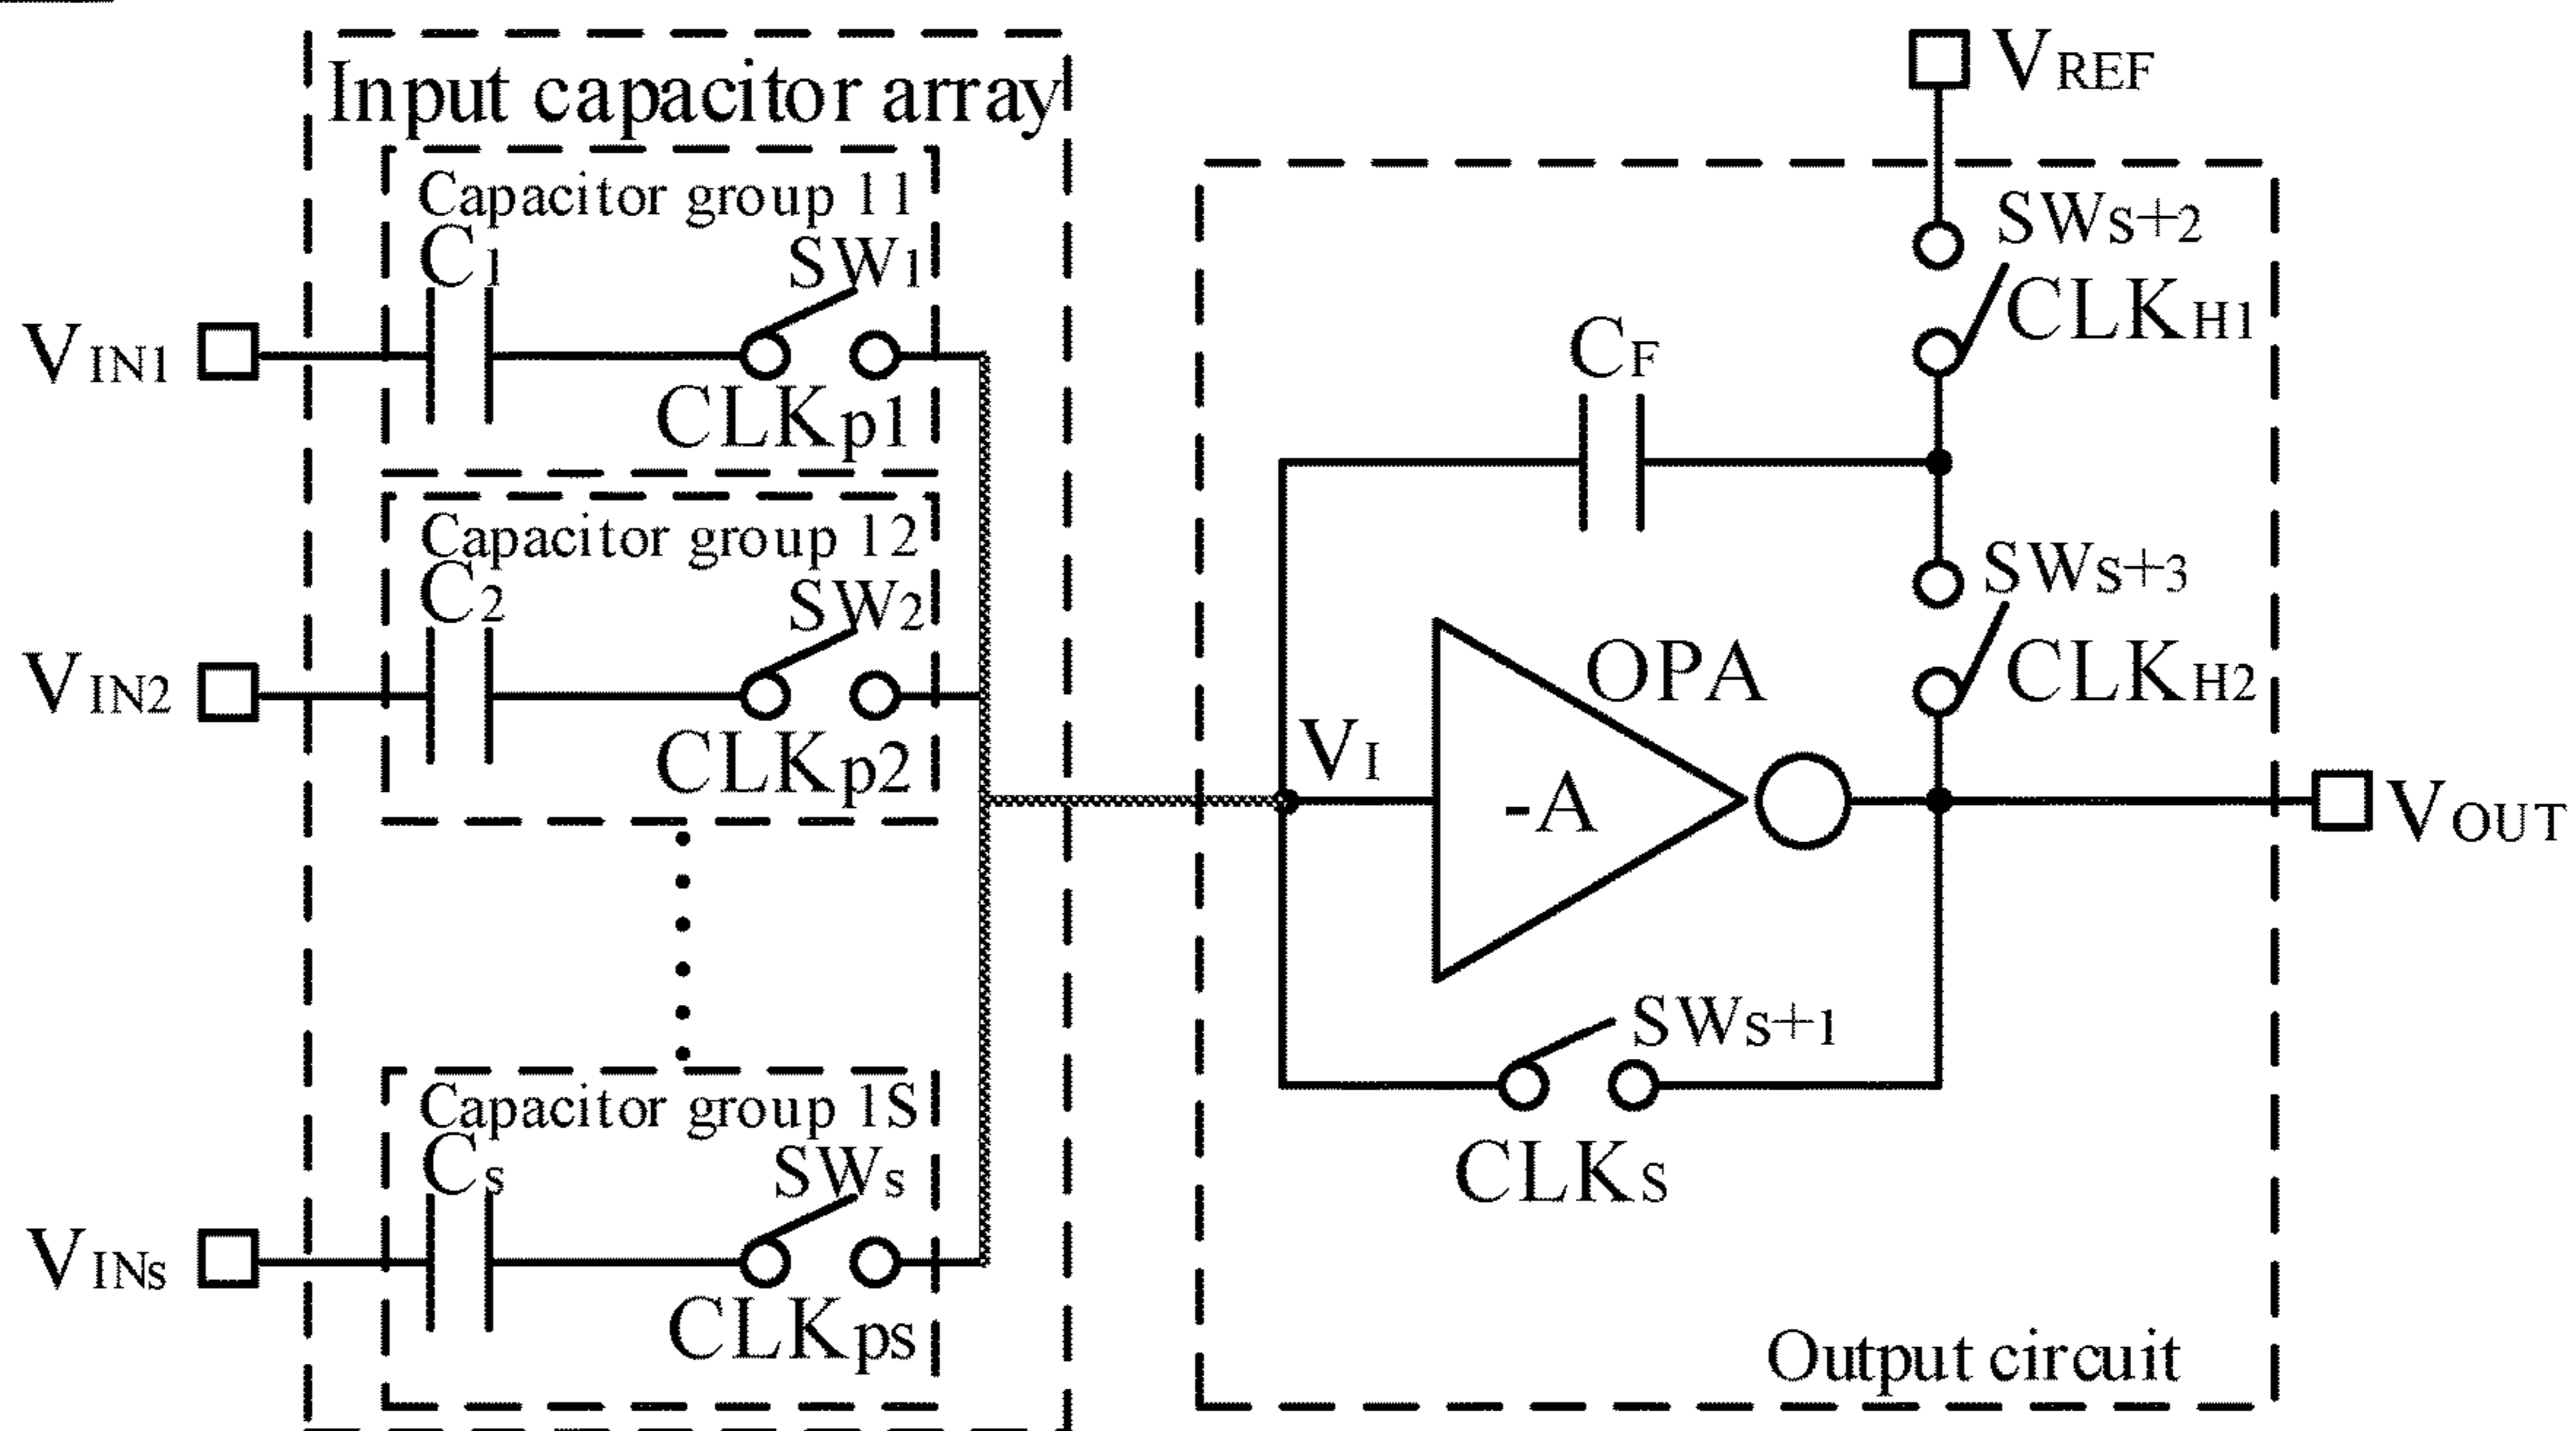 Input capacitor array
Capacitor group 11
C1
SW1
VIN1
CLKp1
Capacitor group 12
C2
SW2
VIN2
CLKp2
Capacitor group 1S
Cs
SWs
VINs
CLKps
VREF
SWS+2
CLKH1
CF
SWS+3
CLKH2
OPA
VI
-A
VOUT
SWS+1
CLKS
Output circuit